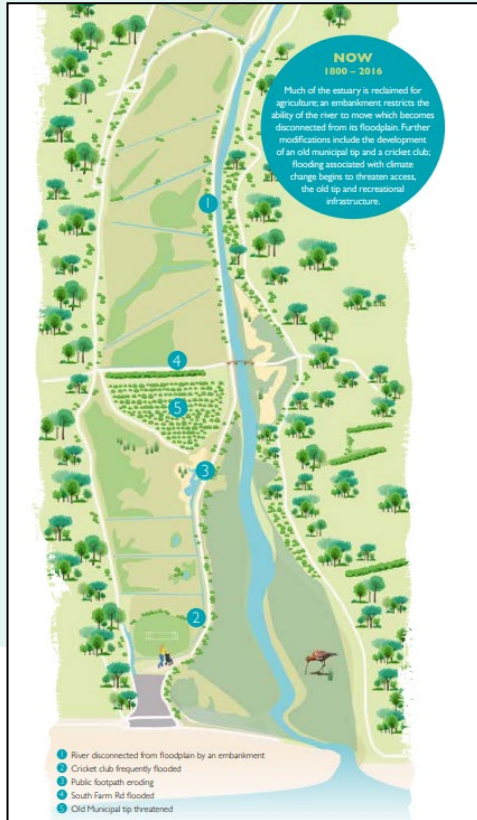 NOW
1800 – 2016
Much of the estuary is reclaimed for
agriculture; an embankment restricts the
ability of the river to move which becomes
disconnected from its floodplain. Further
modifications include the development
of an old municipal tip and a cricket club;
flooding associated with climate
change begins to threaten access,
the old tip and recreational
infrastructure.
1
4
5
3
2
1 River disconnected from floodplain by an embankment
2 Cricket club frequently flooded
3 Public footpath eroding
4 South Farm Rd flooded
5 Old Municipal tip threatened